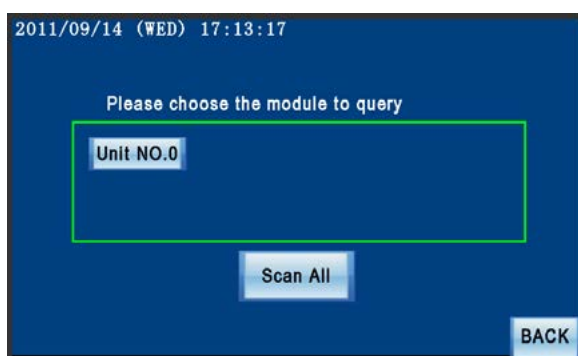 2011/09/14 (WED) 17:13:17
Please choose the module to query
Unit NO.0
Scan All
BACK